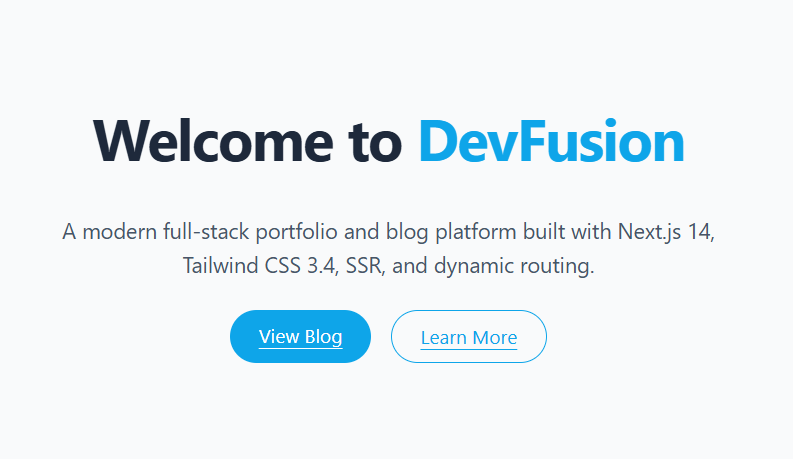 Welcome to DevFusion
A modern full-stack portfolio and blog platform built with Next.js 14,
Tailwind CSS 3.4, SSR, and dynamic routing.
View Blog
Learn More